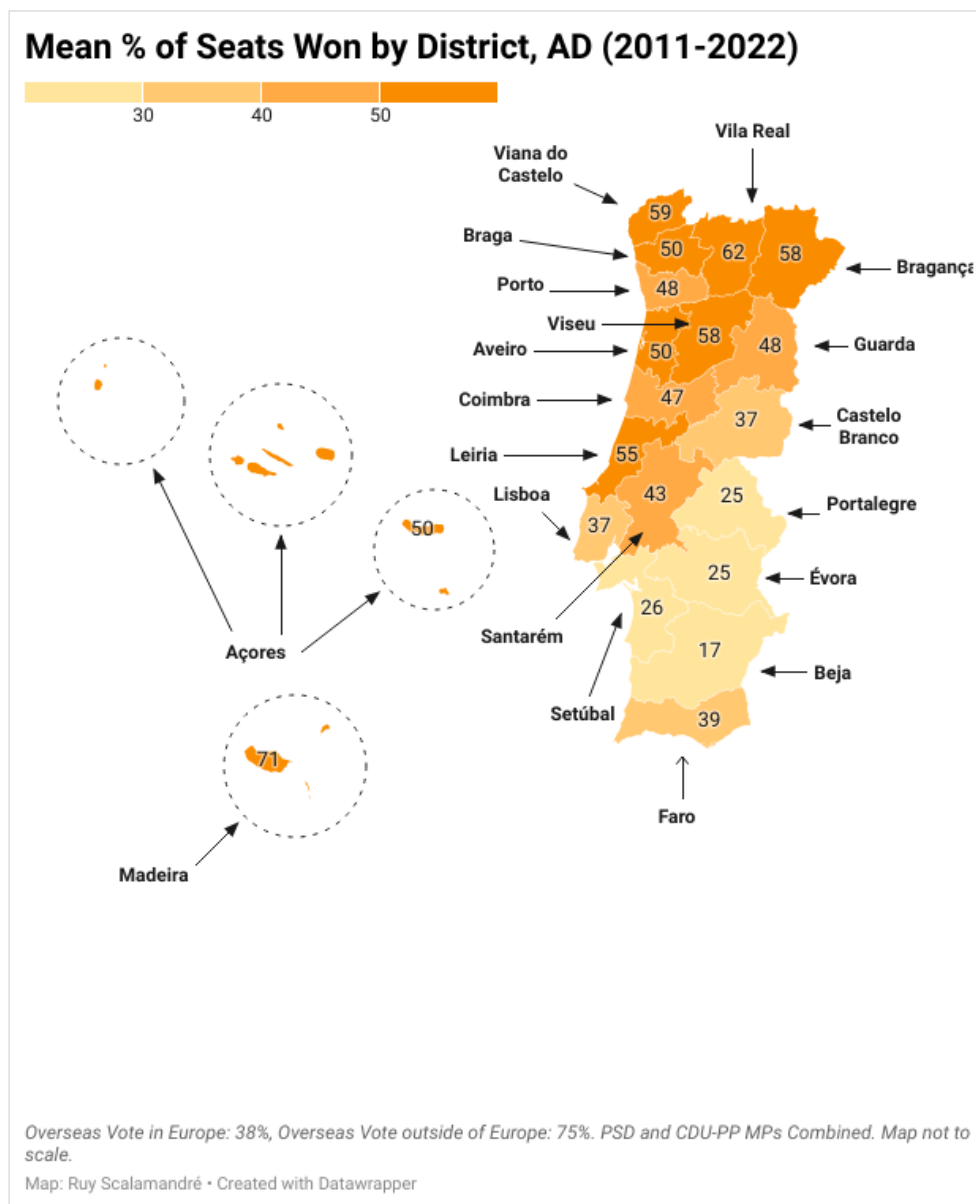 Mean % of Seats Won by District, AD (2011-2022)
30 40 50
Vila Real
Viana do
Castelo
59
Braga
50
62
58
Bragança
Porto
48
Viseu
58
Aveiro
50
48
Guarda
Coimbra
47
37
Castelo
Branco
Leiria
55
Lisboa
43
25
Portalegre
37
50
25
Évora
26
Santarém
Açores
17
Beja
Setúbal
39
71
Faro
Madeira
Overseas Vote in Europe: 38%, Overseas Vote outside of Europe: 75%. PSD and CDU-PP MPs Combined. Map not to
scale.
Map: Ruy Scalamandré • Created with Datawrapper